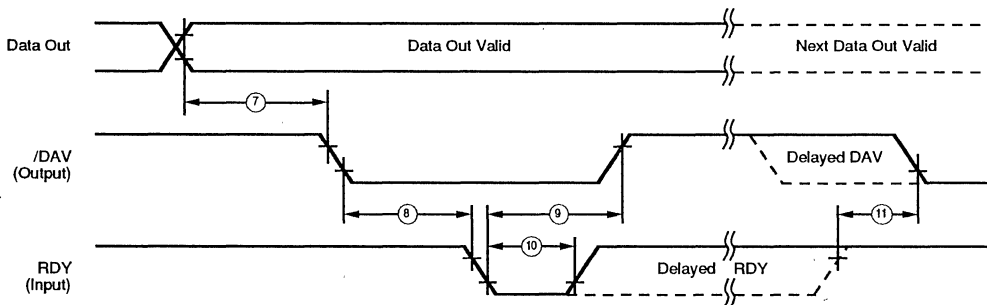 Data Out
Data Out Valid
Next Data Out Valid
7
/DAV
(Output)
Delayed DAV
8
9
11
10
RDY
(Input)
Delayed RDY